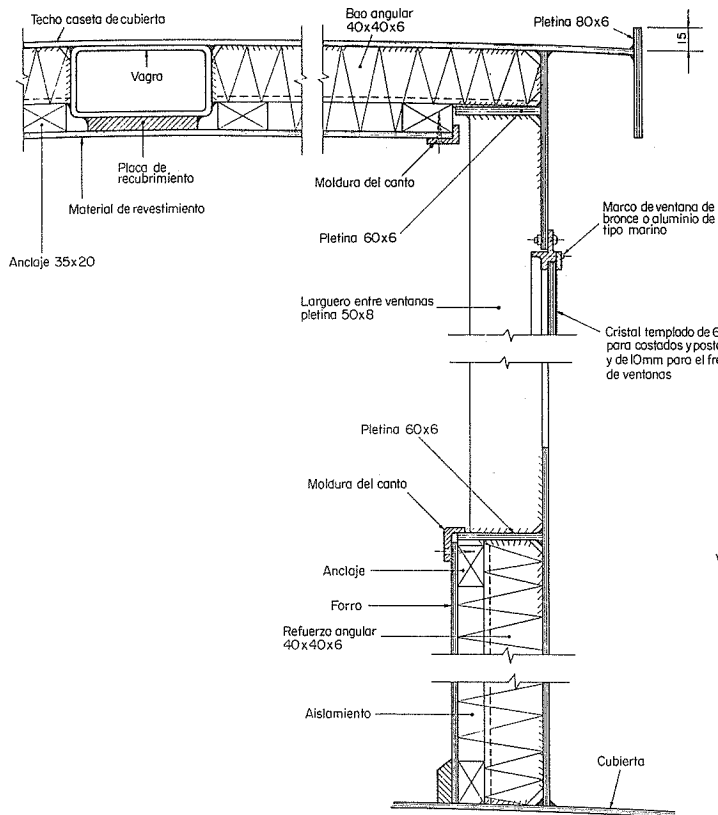 Techo caseta de cubierta
Bao angular
40x40x6
Pletina 80x6
15
Vagra
Placa de
recubrimiento
Material de revestimiento
Anclaje 35x20
Moldura del canto
Pletina 60x6
Marco de ventana de
bronce o aluminio de
tipo marino
Larguero entre ventanas
pletina 50x8
Cristal templado de 6
para costados y post
y de 10mm para el fre
de ventanas
Pletina 60x6
Moldura del canto
Anclaje
Forro
Refuerzo angular
40x40x6
Aislamiento
Cubierta